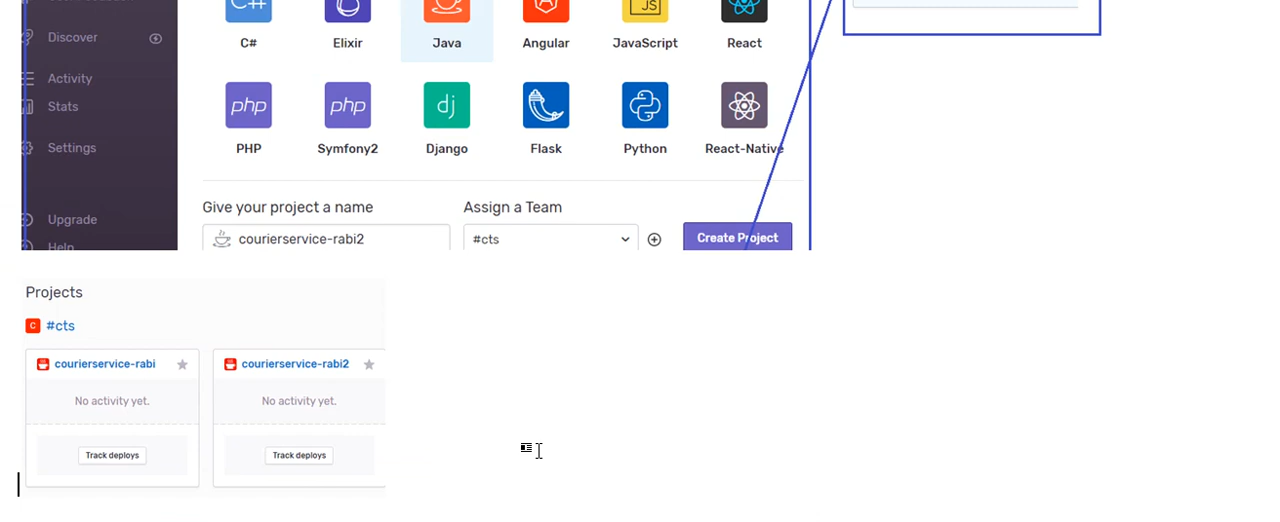 C#
Elixir
Java
Angular
JS
JavaScript
React
Discover
Activity
Stats
Settings
Upgrade
Help
php
PHP
php
Symfony2
dj
Django
Flask
Python
React-Native
Give your project a name
Assign a Team
courierservice-rabi2
#cts
Create Project
Projects
C #cts
courierservice-rabi
courierservice-rabi2
No activity yet.
No activity yet.
Track deploys
Track deploys